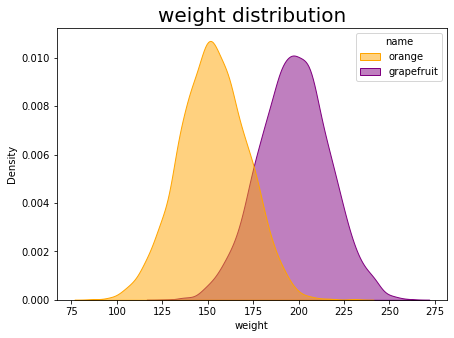 weight distribution
name
orange
grapefruit
Density
0.010
0.008
0.006
0.004
0.002
0.000
75 100 125 150 175 200 225 250 275
weight